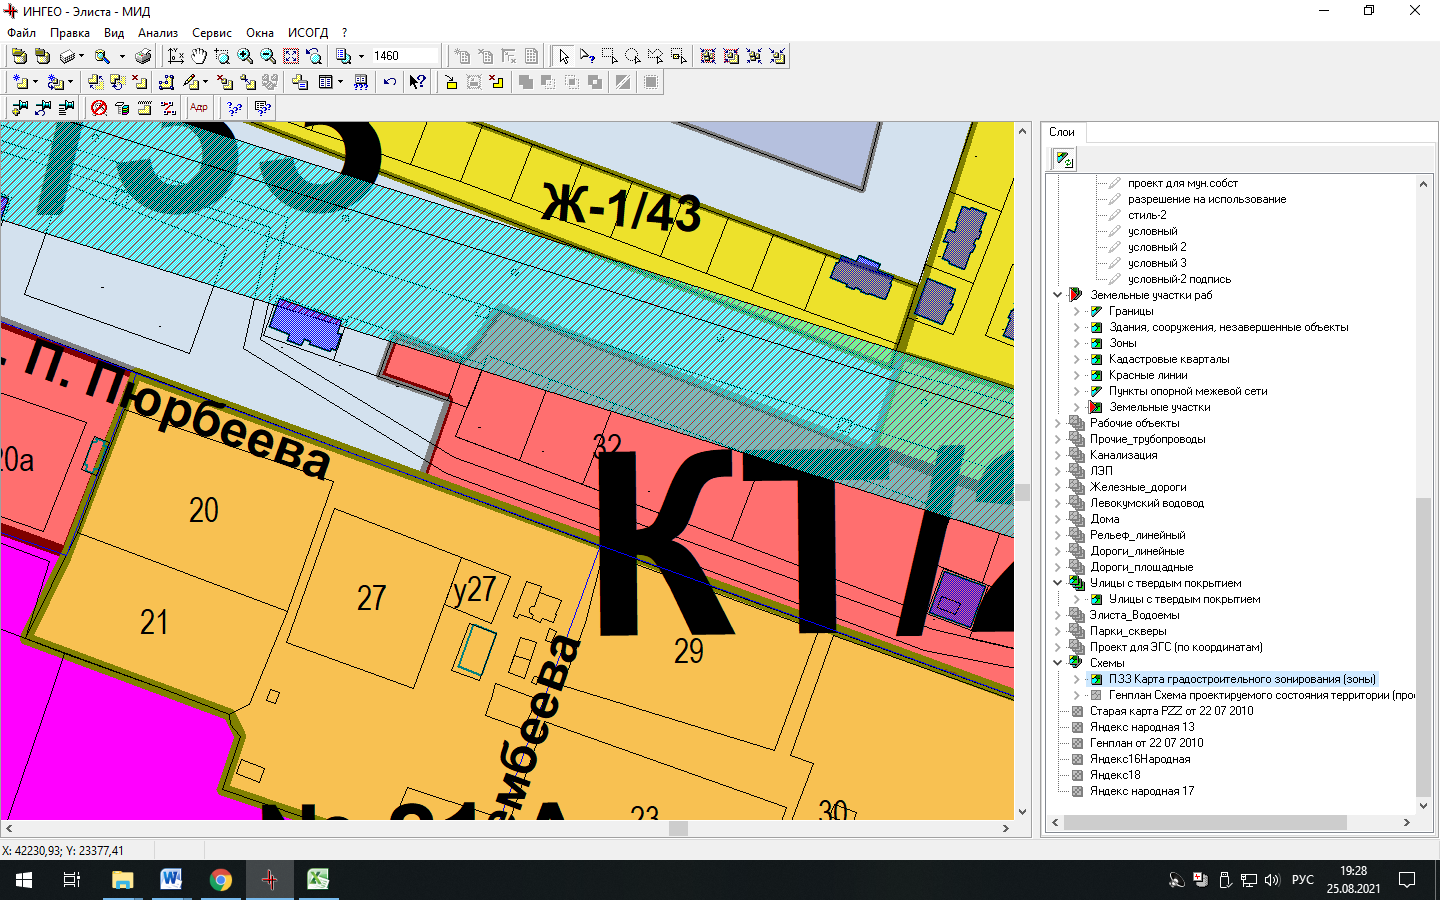 ИНГЕО - Элиста - МИД
Файл Правка Вид Анализ Сервис Окна ИСОГД ?
1460
Адр
Слои
проект для мун.собст
разрешение на использование
стиль-2
условный
условный 2
условный 3
условный-2 подпись
Земельные участки раб
Границы
Здания, сооружения, незавершенные объекты
Зоны
Кадастровые кварталы
Красные линии
Пункты опорной межевой сети
Земельные участки
Рабочие объекты
Прочие_трубопроводы
Канализация
ЛЭП
Железные_дороги
Левокумский водовод
Дома
Рельеф_линейный
Дороги_линейные
Дороги_площадные
Улицы с твердым покрытием
Улицы с твердым покрытием
Элиста_Водоемы
Парки_скверы
Проект для ЭГС (по координатам)
Схемы
ПЗЗ Карта градостроительного зонирования (зоны)
Генплан Схема проектируемого состояния территории (прое
Старая карта PZZ от 22 07 2010
Яндекс народная 13
Генплан от 22 07 2010
Яндекс16Народная
Яндекс18
Яндекс народная 17
Ж-1/43
. П. Пюрбеева
32
20а
20
КТ/2
27
у27
21
29
23
30
X: 42230,93; Y: 23377,41
РУС
19:28
25.08.2021